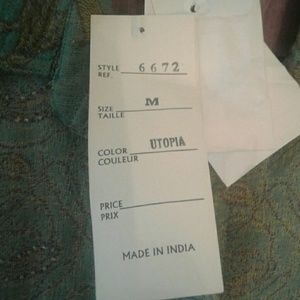 STYLE 6672
REF.
SIZE M
TAILLE
COLOR UTOPIA
COULEUR
PRICE
PRIX
MADE IN INDIA